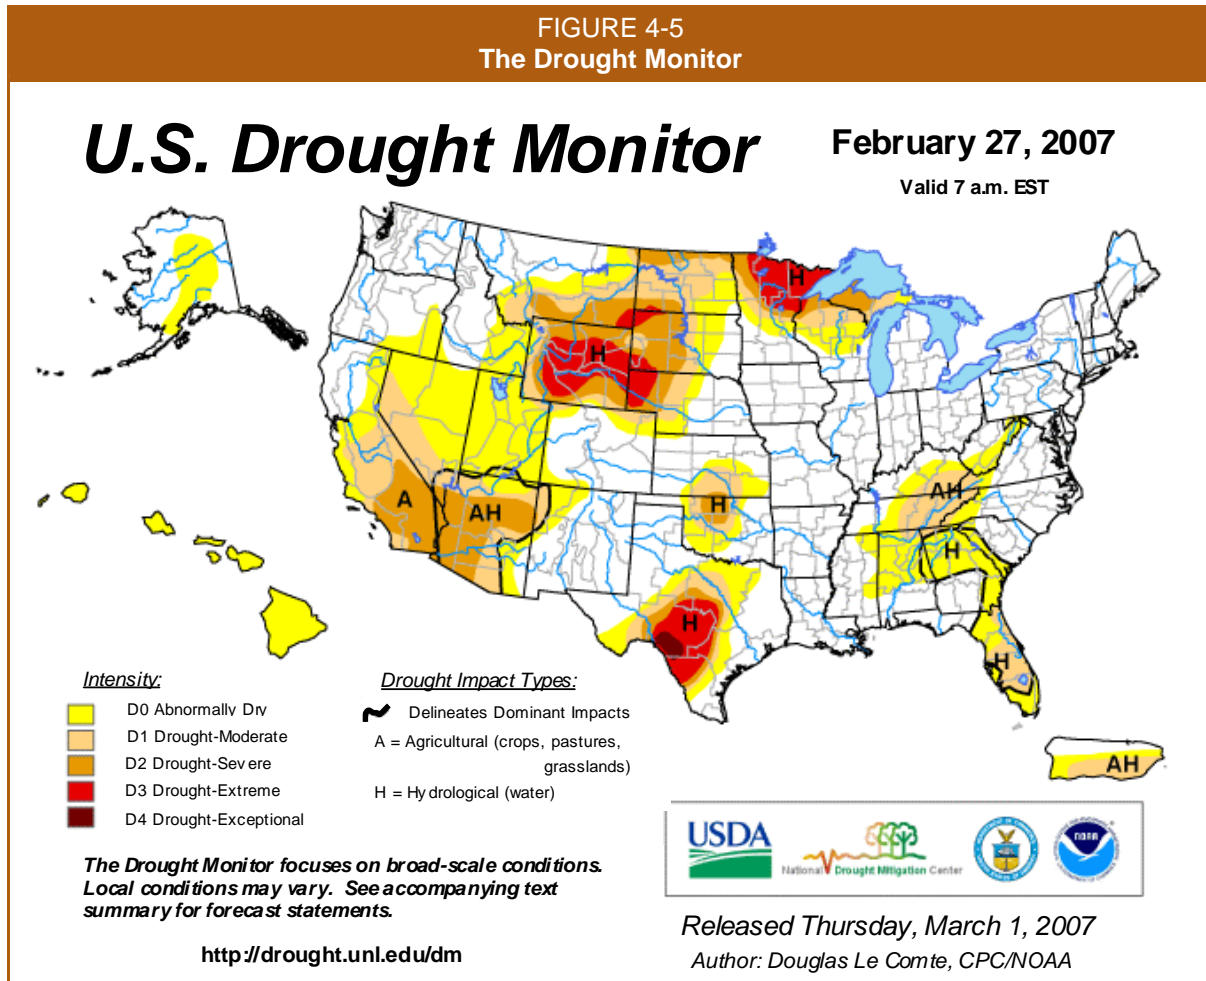 FIGURE 4-5
The Drought Monitor
U.S. Drought Monitor
February 27, 2007
Valid 7 a.m. EST
H
H
A
AH
H
AH
H
H
H
AH
Intensity:
D0 Abnormally Dry
D1 Drought-Moderate
D2 Drought-Severe
D3 Drought-Extreme
D4 Drought-Exceptional
Drought Impact Types:
Delineates Dominant Impacts
A = Agricultural (crops, pastures,
grasslands)
H = Hydrological (water)
The Drought Monitor focuses on broad-scale conditions.
Local conditions may vary. See accompanying text
summary for forecast statements.
http://drought.unl.edu/dm
USDA
National Drought Mitigation Center
NOAA
Released Thursday, March 1, 2007
Author: Douglas Le Comte, CPC/NOAA